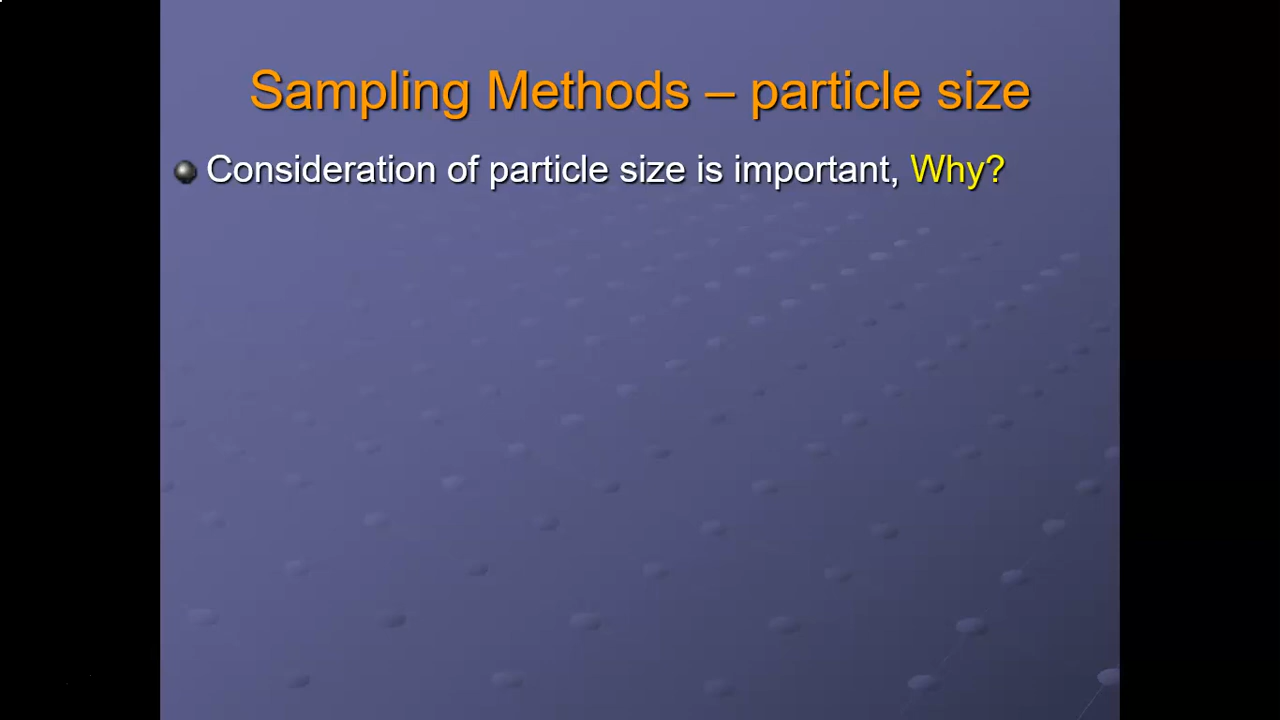 Sampling Methods – particle size
Consideration of particle size is important, Why?